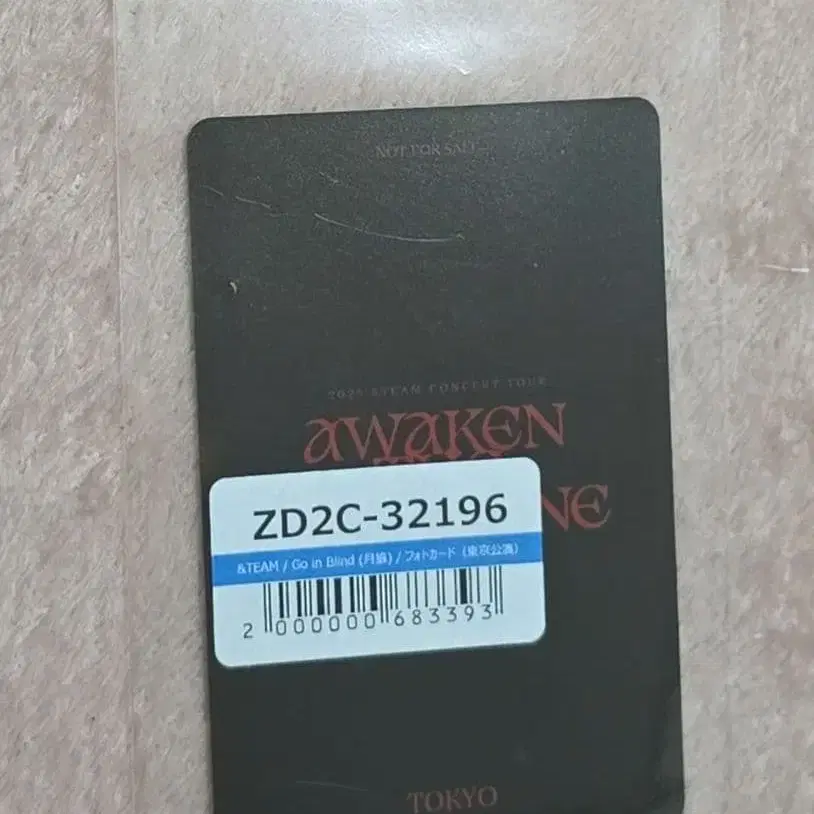 NOT FOR SALE
2025 &TEAM CONCERT TOUR
AWAKEN
NE
ZD2C-32196
&TEAM / Go in Blind (月狼) / フォトカード (東京公演)
2 000000 683393
TOKYO